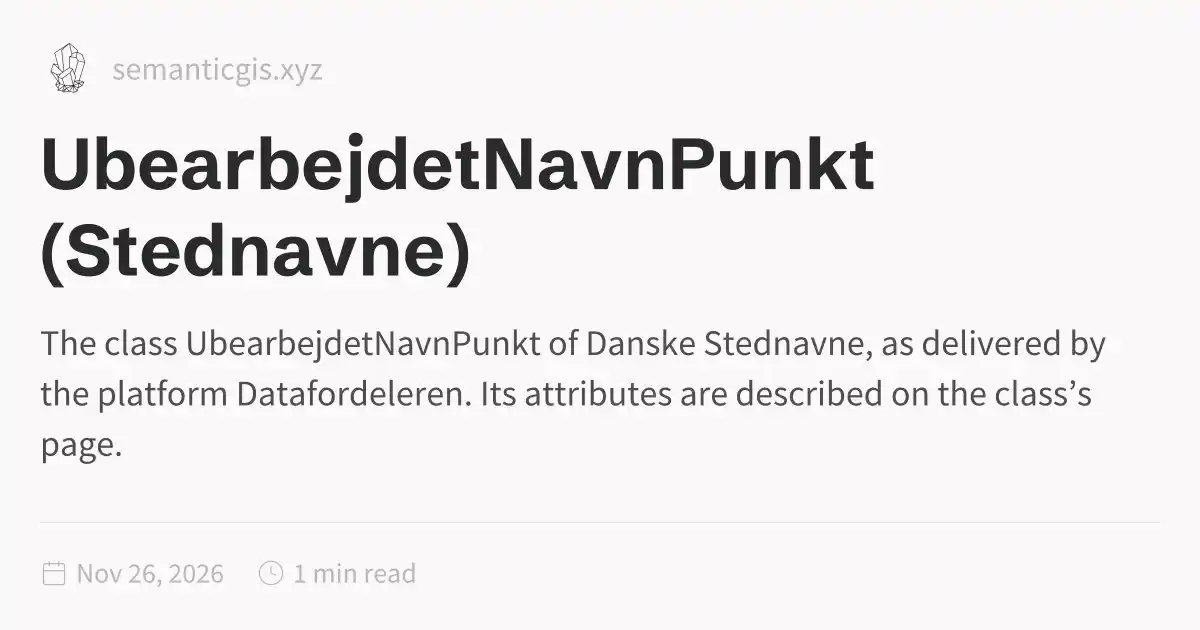 semanticgis.xyz
UbearbejdetNavnPunkt
(Stednavne)
The class UbearbejdetNavnPunkt of Danske Stednavne, as delivered by
the platform Datafordeleren. Its attributes are described on the class’s
page.
Nov 26, 2026 1 min read